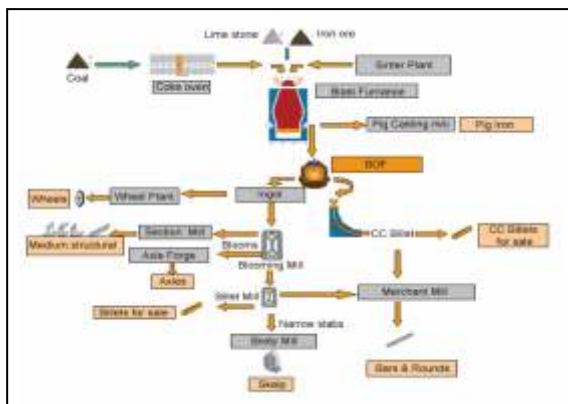 Lime stone
Iron ore
Coal
Coke oven
Sinter Plant
Blast Furnance
Pig Casting m/c
Pig Iron
BOF
Wheels
Wheel Plant
Ingot
Section Mill
Medium structural
Blooms
Axle Forge
Blooming Mill
Axles
CC Billet
CC Billets
for sale
Billet Mill
Billets for sale
Merchant Mill
Narrow slabs
Skelp Mill
Skelp
Bars & Rounds